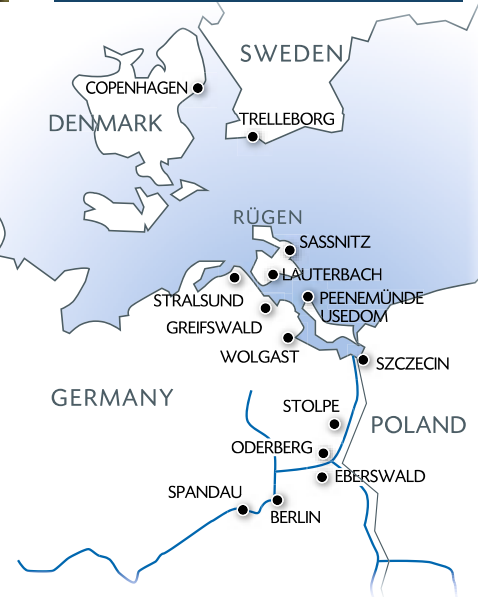 SWEDEN
COPENHAGEN
DENMARK
TRELLEBORG
RÜGEN
SASSNITZ
LAUTERBACH
STRALSUND
PEENEMÜNDE
USEDOM
GREIFSWALD
WOLGAST
SZCZECIN
GERMANY
STOLPE
POLAND
ODERBERG
EBERSWALD
SPANDAU
BERLIN